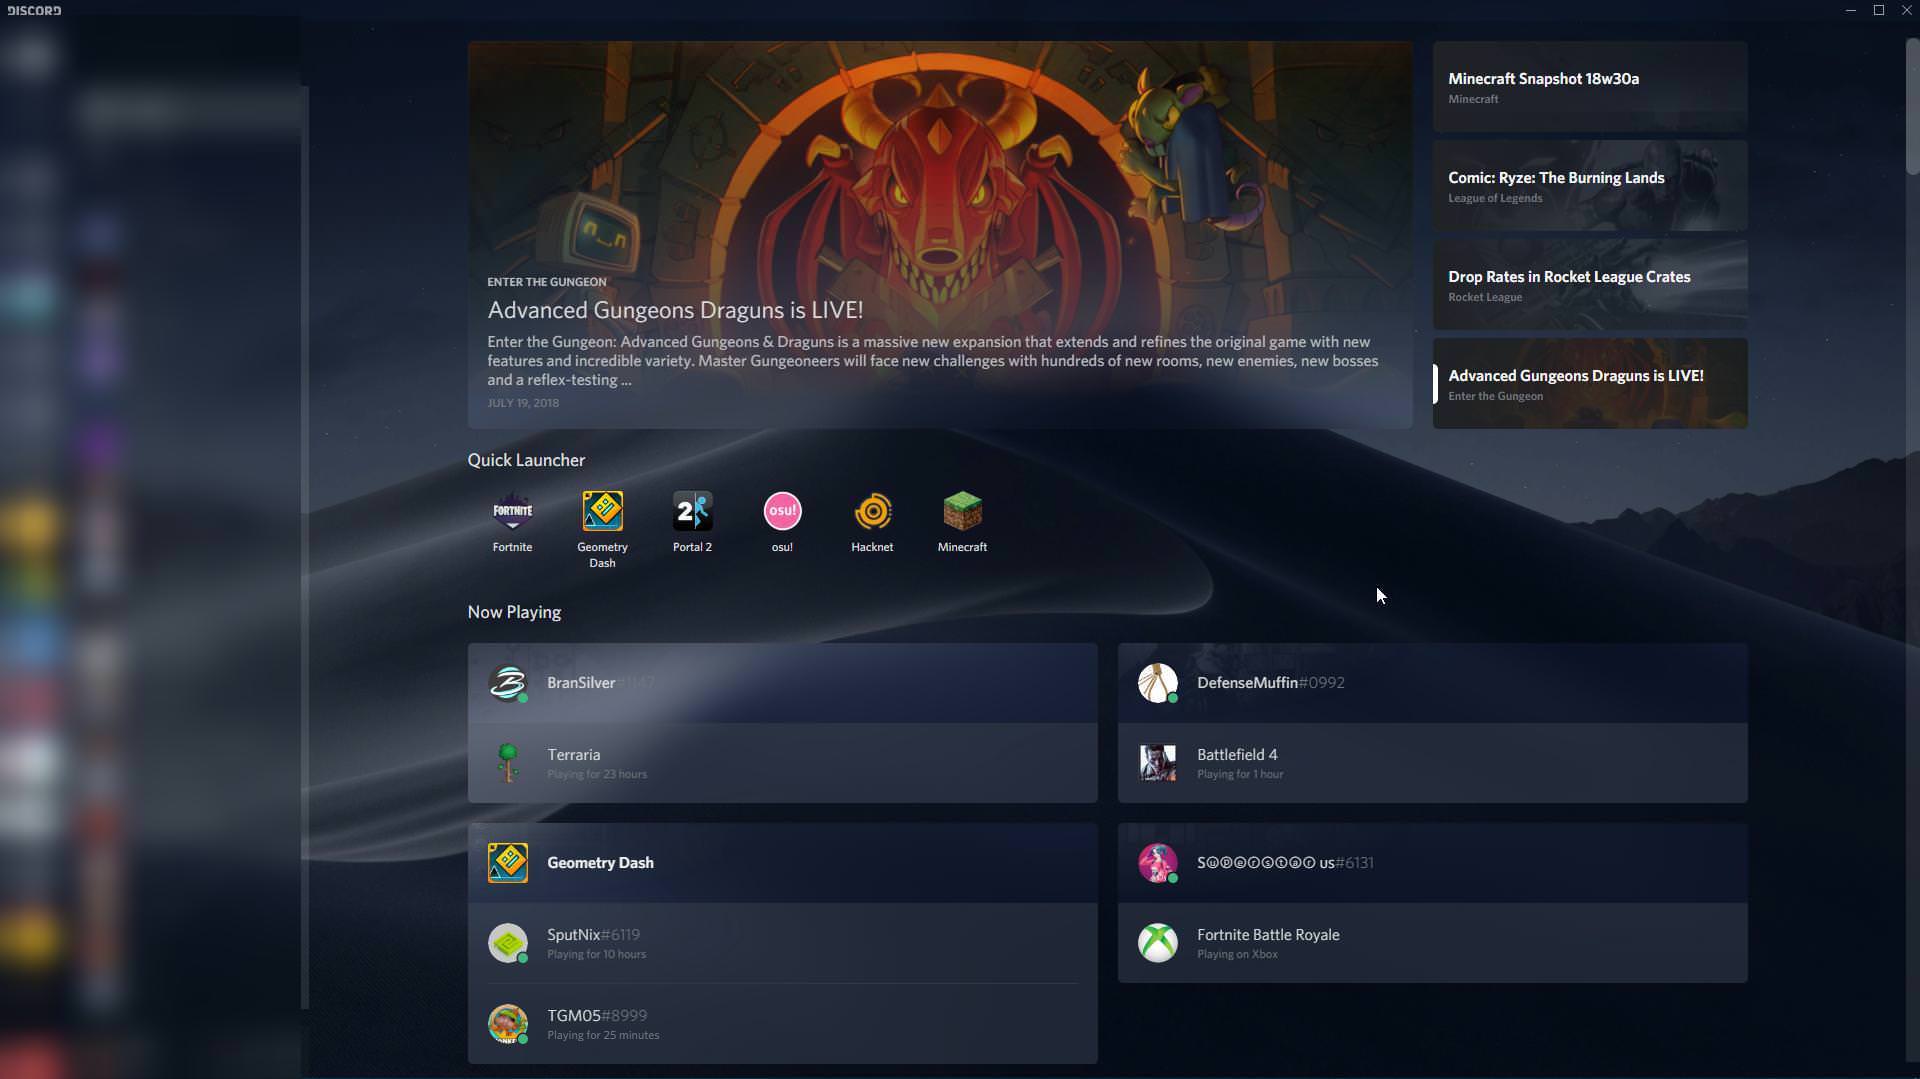 DISCORD
ENTER THE GUNGEON
Advanced Gungeons Draguns is LIVE!
Enter the Gungeon: Advanced Gungeons & Draguns is a massive new expansion that extends and refines the original game with new
features and incredible variety. Master Gungeoneers will face new challenges with hundreds of new rooms, new enemies, new bosses
and a reflex-testing ...
JULY 19, 2018
Minecraft Snapshot 18w30a
Minecraft
Comic: Ryze: The Burning Lands
League of Legends
Drop Rates in Rocket League Crates
Rocket League
Advanced Gungeons Draguns is LIVE!
Enter the Gungeon
Quick Launcher
FORTNITE
2
osu!
Fortnite
Geometry
Dash
Portal 2
osu!
Hacknet
Minecraft
Now Playing
BranSilver#1147
Terraria
Playing for 23 hours
DefenseMuffin#0992
Battlefield 4
Playing for 1 hour
Geometry Dash
SputNix#6119
Playing for 10 hours
TGM05#8999
Playing for 25 minutes
Sⓤⓟⓔⓡⓢⓣⓐⓡ us#6131
Fortnite Battle Royale
Playing on Xbox